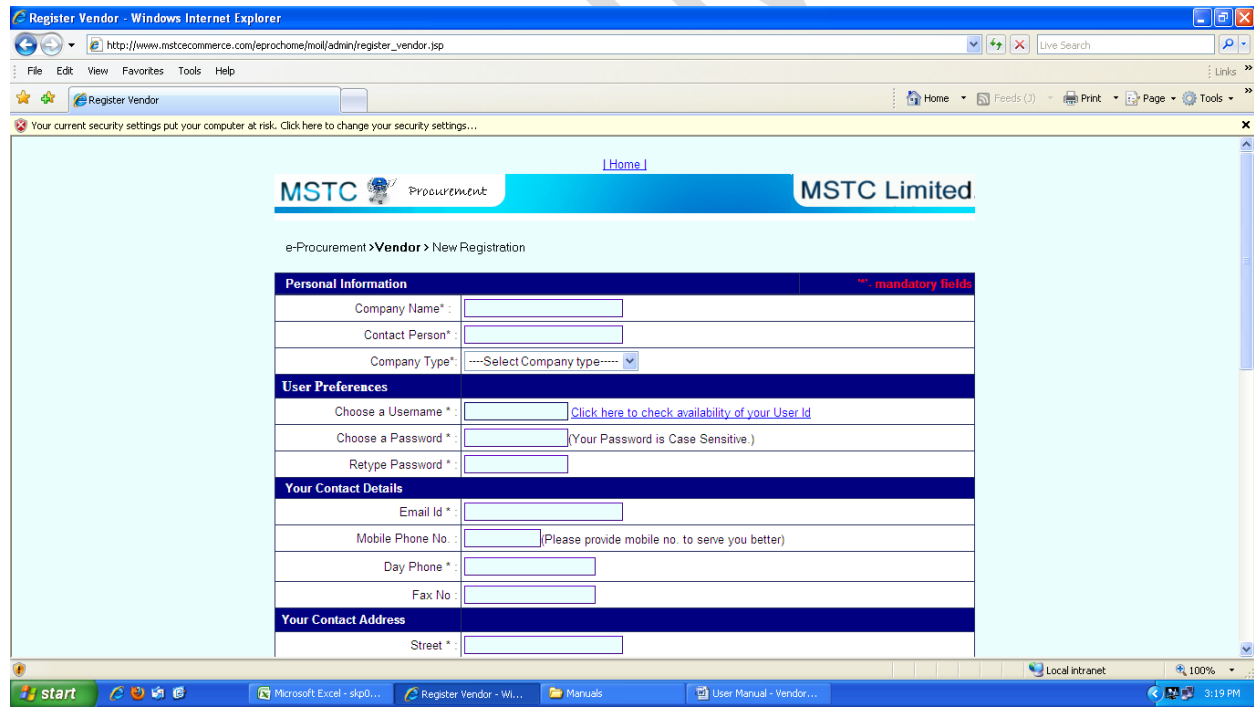 Register Vendor - Windows Internet Explorer
http://www.mstcecommerce.com/eprochome/moil/admin/register_vendor.jsp
Live Search
File Edit View Favorites Tools Help
Links »
Register Vendor
Home Feeds (J) Print Page Tools »
Your current security settings put your computer at risk. Click here to change your security settings...
| Home |
MSTC Procurement MSTC Limited.
e-Procurement >Vendor > New Registration
Personal Information '*'- mandatory fields
Company Name* :
Contact Person* :
Company Type*: ----Select Company type-----
User Preferences
Choose a Username * : Click here to check availability of your User Id
Choose a Password * : (Your Password is Case Sensitive.)
Retype Password * :
Your Contact Details
Email Id * :
Mobile Phone No. : (Please provide mobile no. to serve you better)
Day Phone * :
Fax No :
Your Contact Address
Street * :
Local intranet 100%
start Microsoft Excel - skp0... Register Vendor - Wi... Manuals User Manual - Vendor... 3:19 PM